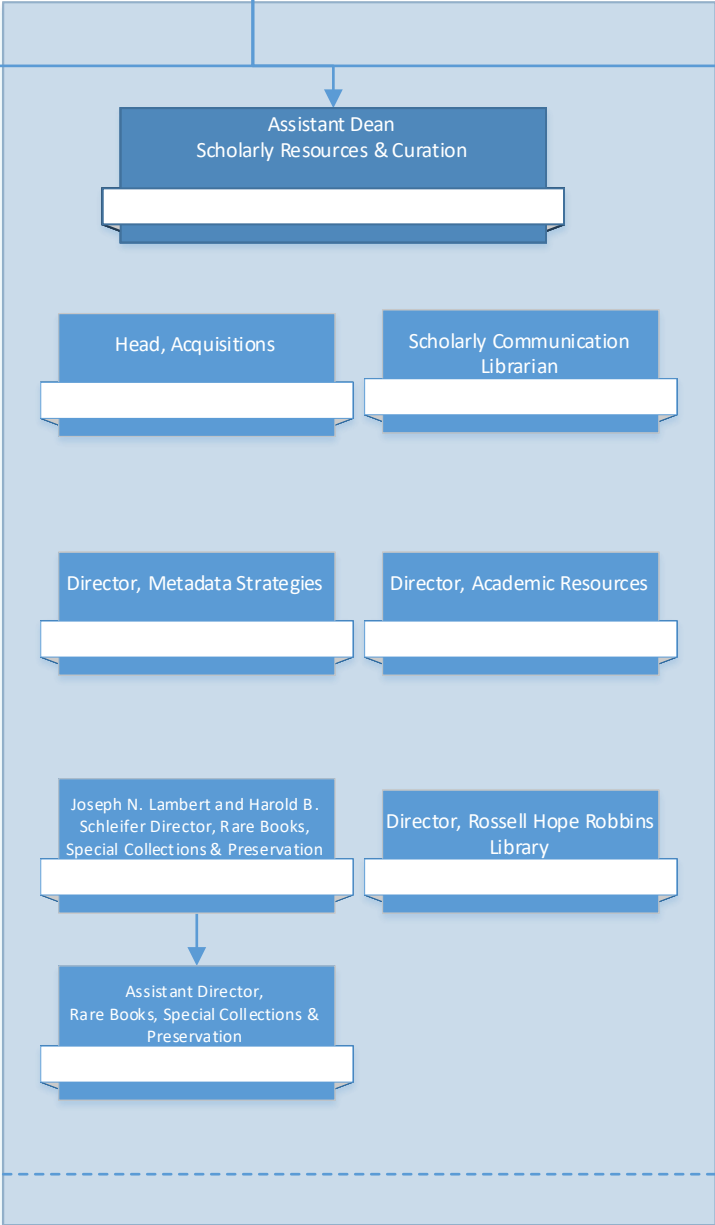 Assistant Dean
Scholarly Resources & Curation
Head, Acquisitions
Scholarly Communication
Librarian
Director, Metadata Strategies
Director, Academic Resources
Joseph N. Lambert and Harold B.
Schleifer Director, Rare Books,
Special Collections & Preservation
Director, Rossell Hope Robbins
Library
Assistant Director,
Rare Books, Special Collections &
Preservation